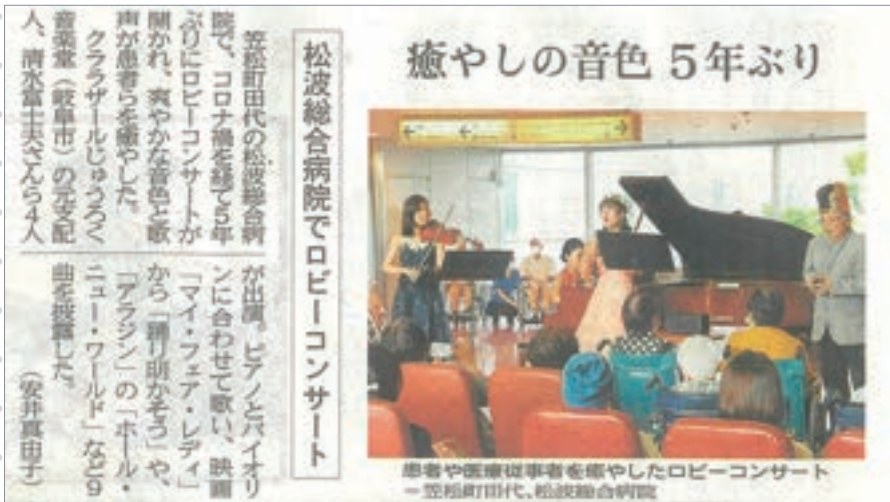 癒やしの音色 5年ぶり
松波総合病院でロビーコンサート
笠松町田代の松波総合病
院で、コロナ禍を経て5年
ぶりにロビーコンサートが
開かれ、爽やかな音色と歌
声が患者らを癒やした。
クララザールじゅうろく
音楽堂(岐阜市)の元支配
人、清水富士夫さんら4人
が出演。ピアノとバイオリ
ンに合わせて歌い、映画
「マイ・フェア・レディ」
から「踊り明かそう」や、
「アラジン」の「ホール・
ニュー・ワールド」など9
曲を披露した。
(安井真由子)
患者や医療従事者を癒やしたロビーコンサート
=笠松町田代、松波総合病院